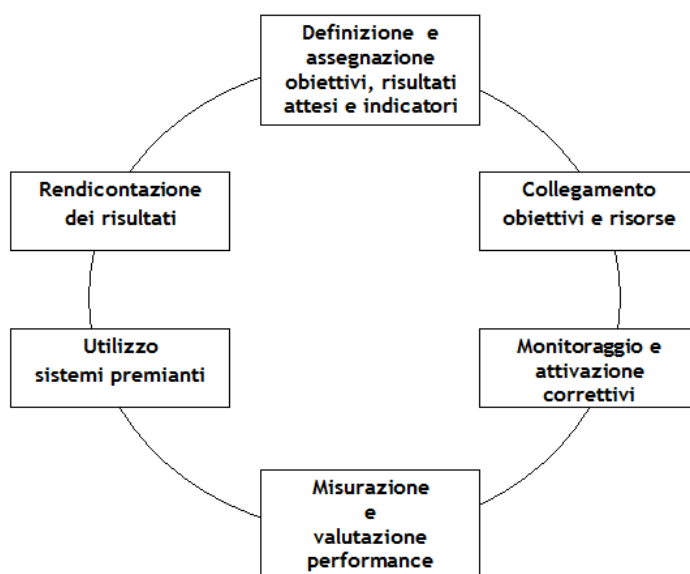 Definizione e
assegnazione
obiettivi, risultati
attesi e indicatori
Collegamento
obiettivi e risorse
Monitoraggio e
attivazione
correttivi
Misurazione
e
valutazione
performance
Utilizzo
sistemi premianti
Rendicontazione
dei risultati